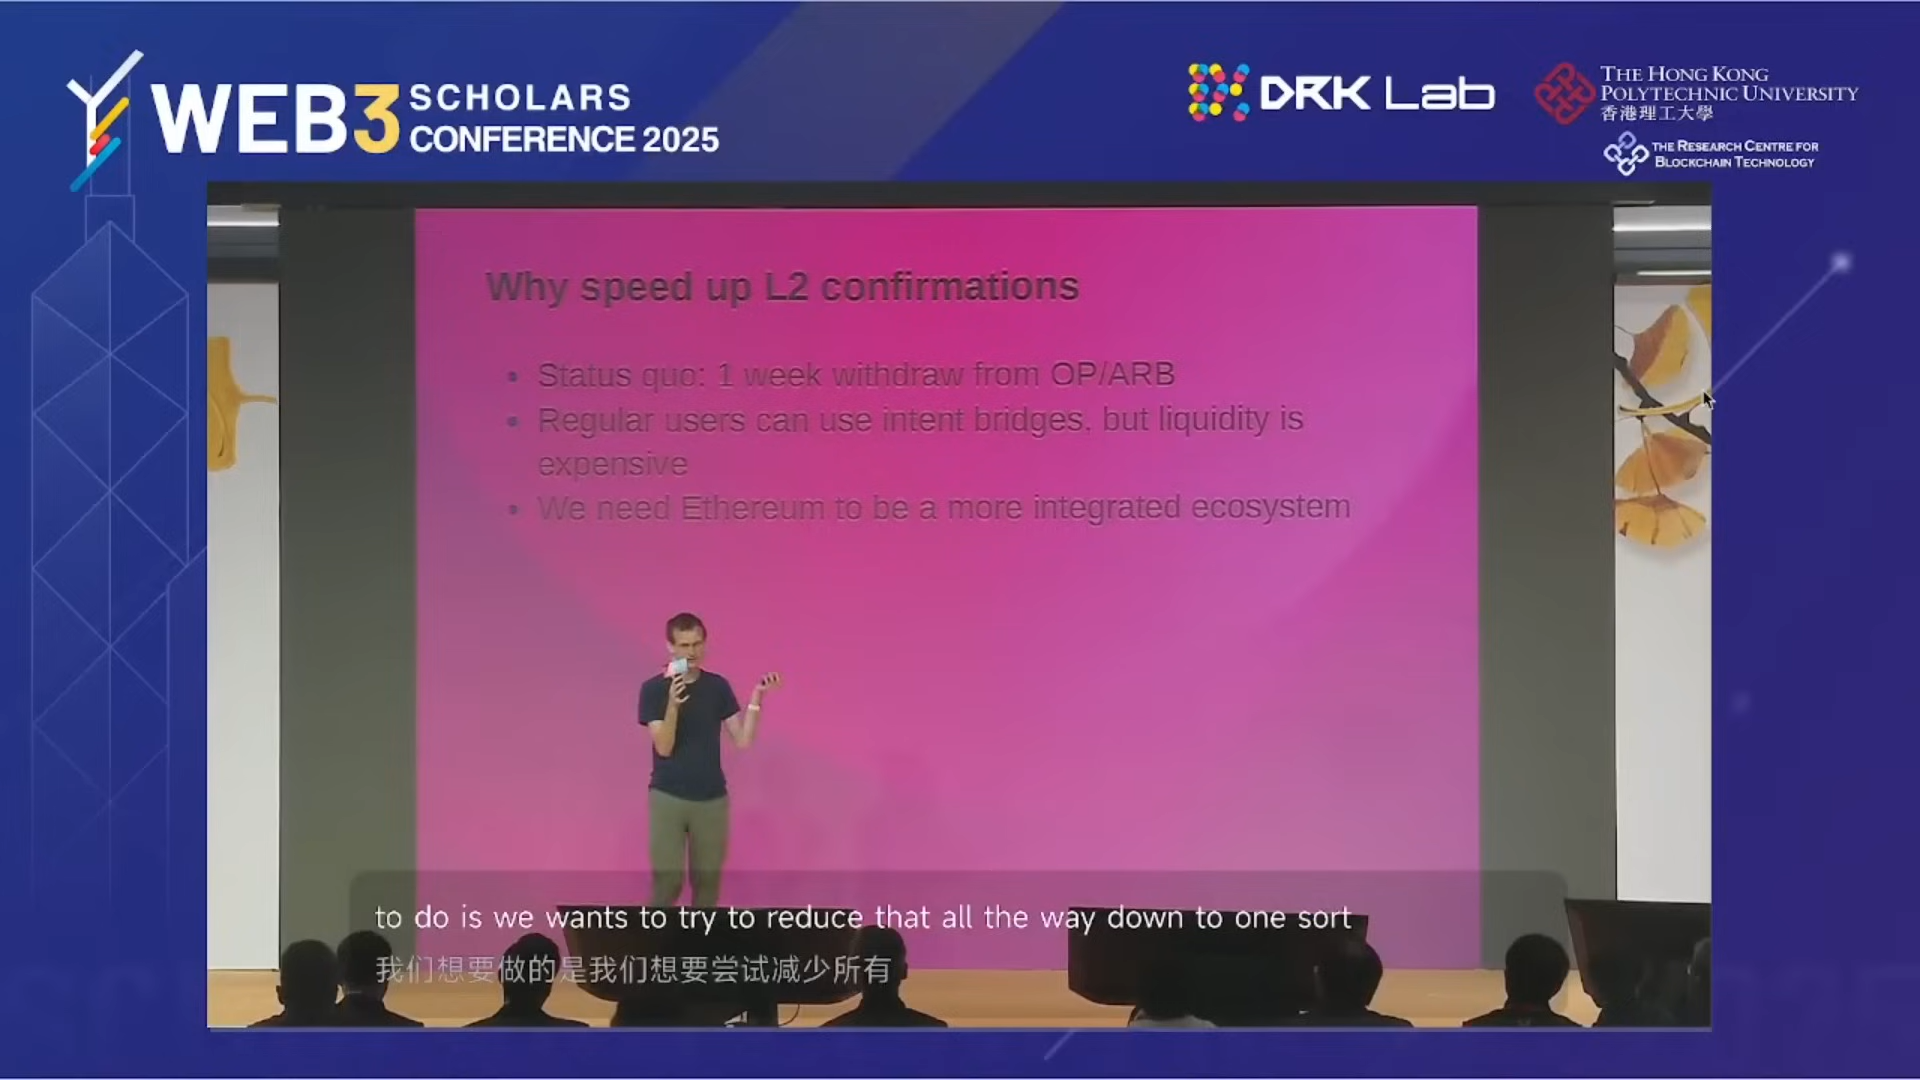 WEB3 SCHOLARS
CONFERENCE 2025
DRK Lab
THE HONG KONG
POLYTECHNIC UNIVERSITY
香港理工大學
THE RESEARCH CENTRE FOR
BLOCKCHAIN TECHNOLOGY
Why speed up L2 confirmations
• Status quo: 1 week withdraw from OP/ARB
• Regular users can use intent bridges, but liquidity is
expensive
• We need Ethereum to be a more integrated ecosystem
to do is we wants to try to reduce that all the way down to one sort
我们想要做的是我们想要尝试减少所有